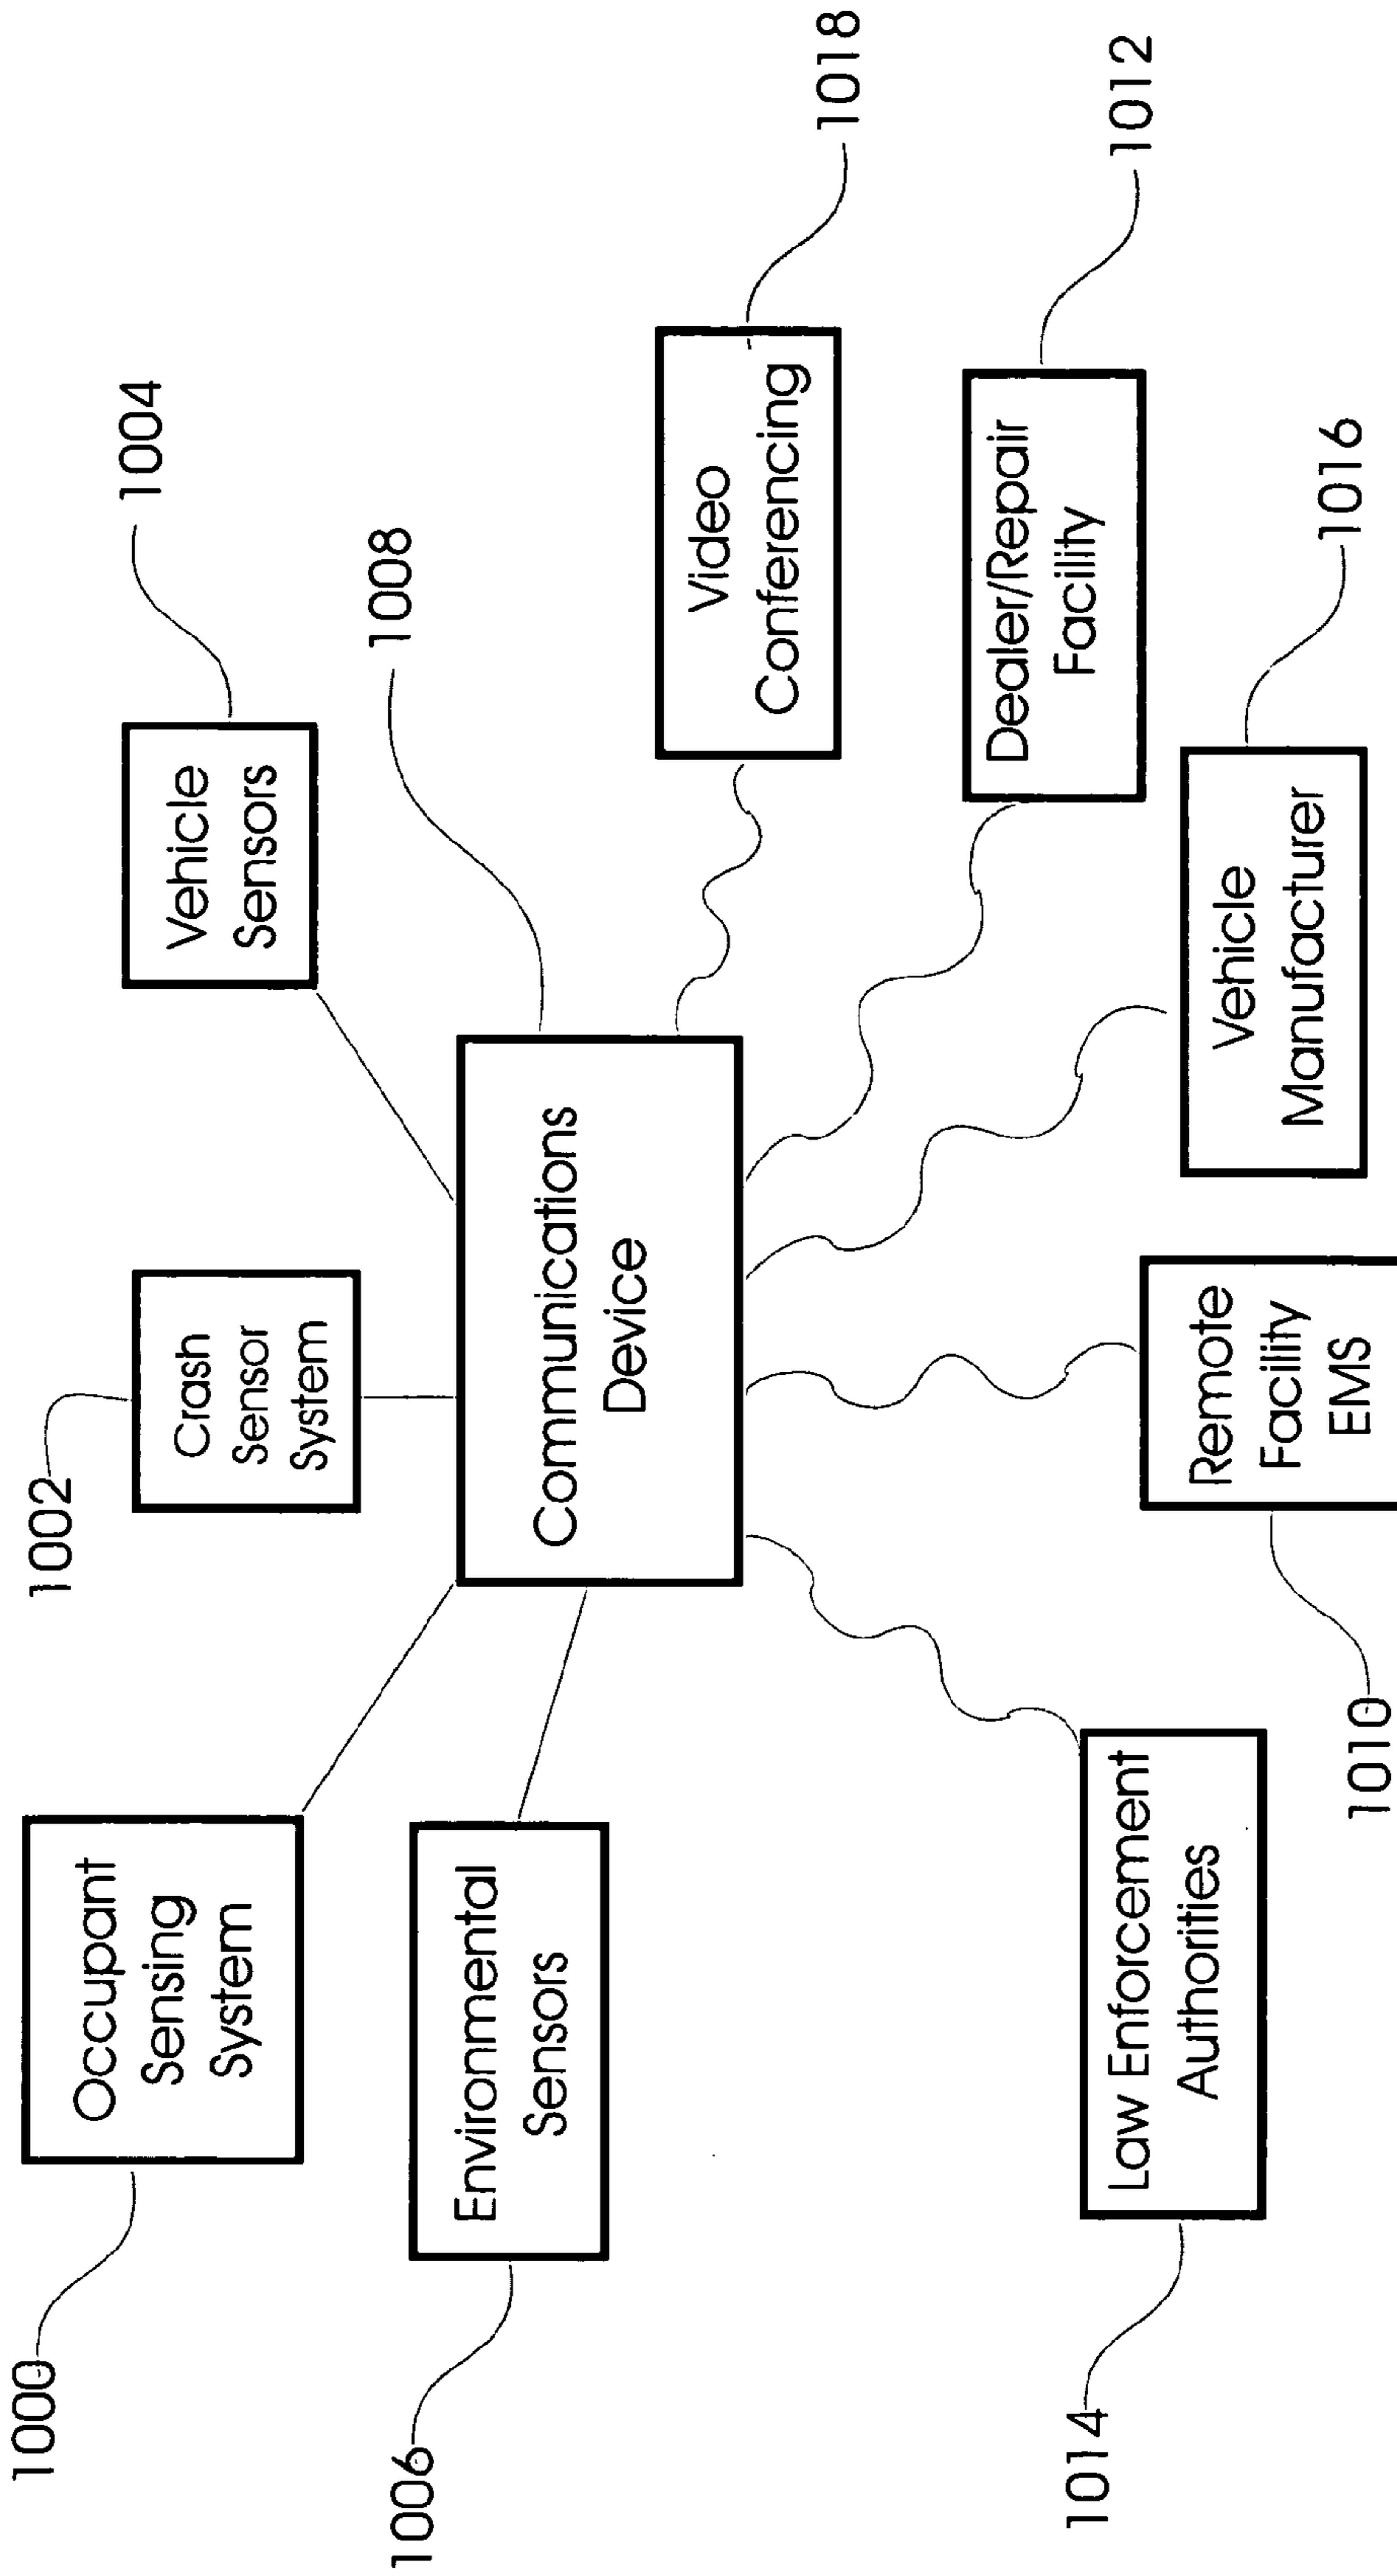 1000
Occupant
Sensing
System
1002
Crash
Sensor
System
1004
Vehicle
Sensors
1006
Environmental
Sensors
Communications
Device
1008
Video
Conferencing
1018
Dealer/Repair
Facility
1012
Vehicle
Manufacturer
1016
Remote
Facility
EMS
1010
Law Enforcement
Authorities
1014